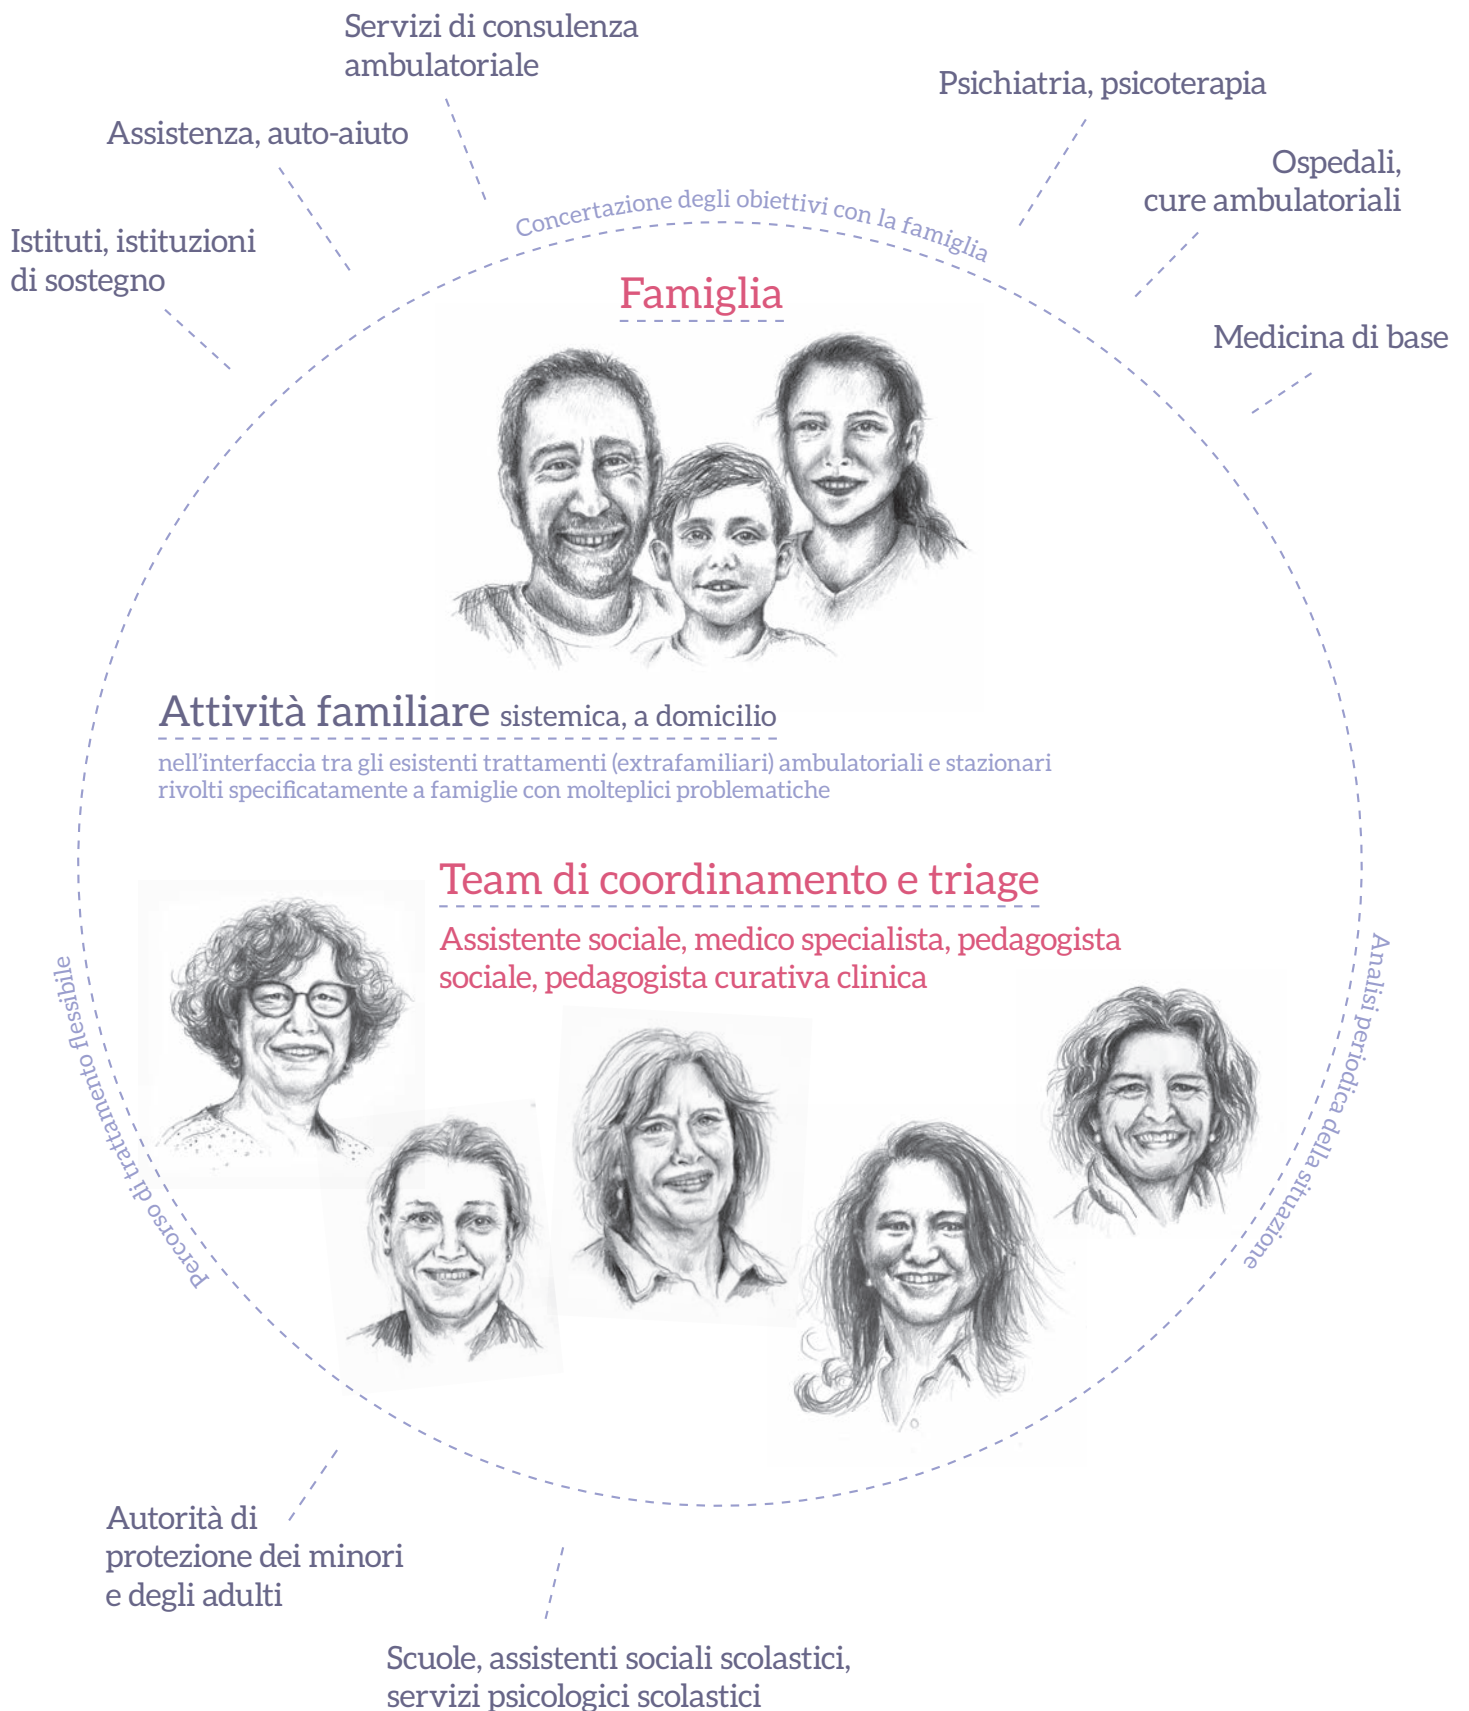 Servizi di consulenza
ambulatoriale
Psichiatria, psicoterapia
Assistenza, auto-aiuto
Ospedali,
cure ambulatoriali
Istituti, istituzioni
di sostegno
Medicina di base
Concertazione degli obiettivi con la famiglia
Famiglia
Attività familiare sistemica, a domicilio
nell'interfaccia tra gli esistenti trattamenti (extrafamiliari) ambulatoriali e stazionari
rivolti specificatamente a famiglie con molteplici problematiche
Team di coordinamento e triage
Assistente sociale, medico specialista, pedagogista
sociale, pedagogista curativa clinica
Percorso di trattamento flessibile
Analisi periodica della situazione
Autorità di
protezione dei minori
e degli adulti
Scuole, assistenti sociali scolastici,
servizi psicologici scolastici